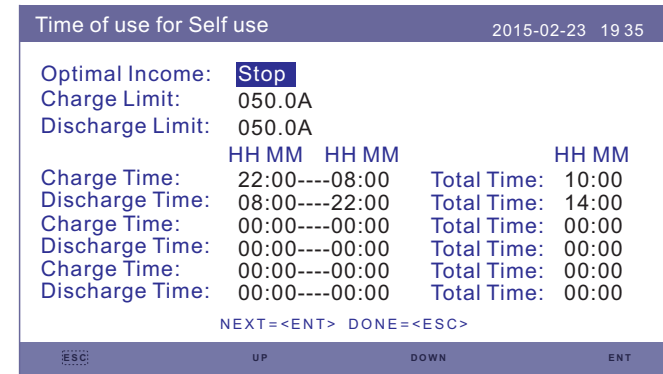 Time of use for Self use 2015-02-23 19 35
Optimal Income: Stop
Charge Limit: 050.0A
Discharge Limit: 050.0A
HH MM HH MM HH MM
Charge Time: 22:00----08:00 Total Time: 10:00
Discharge Time: 08:00----22:00 Total Time: 14:00
Charge Time: 00:00----00:00 Total Time: 00:00
Discharge Time: 00:00----00:00 Total Time: 00:00
Charge Time: 00:00----00:00 Total Time: 00:00
Discharge Time: 00:00----00:00 Total Time: 00:00
NEXT=<ENT> DONE=<ESC>
ESC UP DOWN ENT